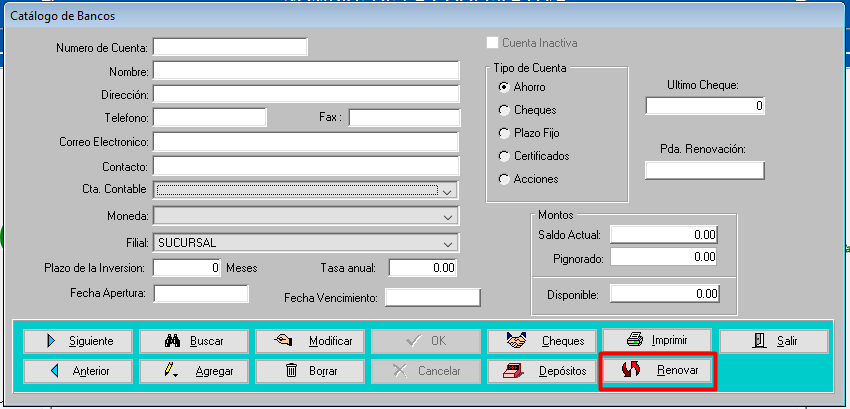 Catálogo de Bancos
Numero de Cuenta:
Cuenta Inactiva
Nombre:
Tipo de Cuenta
Dirección:
Ahorro
Ultimo Cheque:
0
Telefono:
Fax :
Cheques
Correo Electronico:
Plazo Fijo
Contacto:
Certificados
Pda. Renovación:
Cta. Contable
Acciones
Moneda:
Montos
Filial:
SUCURSAL
Saldo Actual:
0.00
Pignorado:
0.00
Plazo de la Inversion:
0
Meses
Tasa anual:
0.00
Fecha Apertura:
Fecha Vencimiento:
Disponible:
0.00
Siguiente
Buscar
Modificar
OK
Cheques
Imprimir
Salir
Anterior
Agregar
Borrar
Cancelar
Depósitos
Renovar